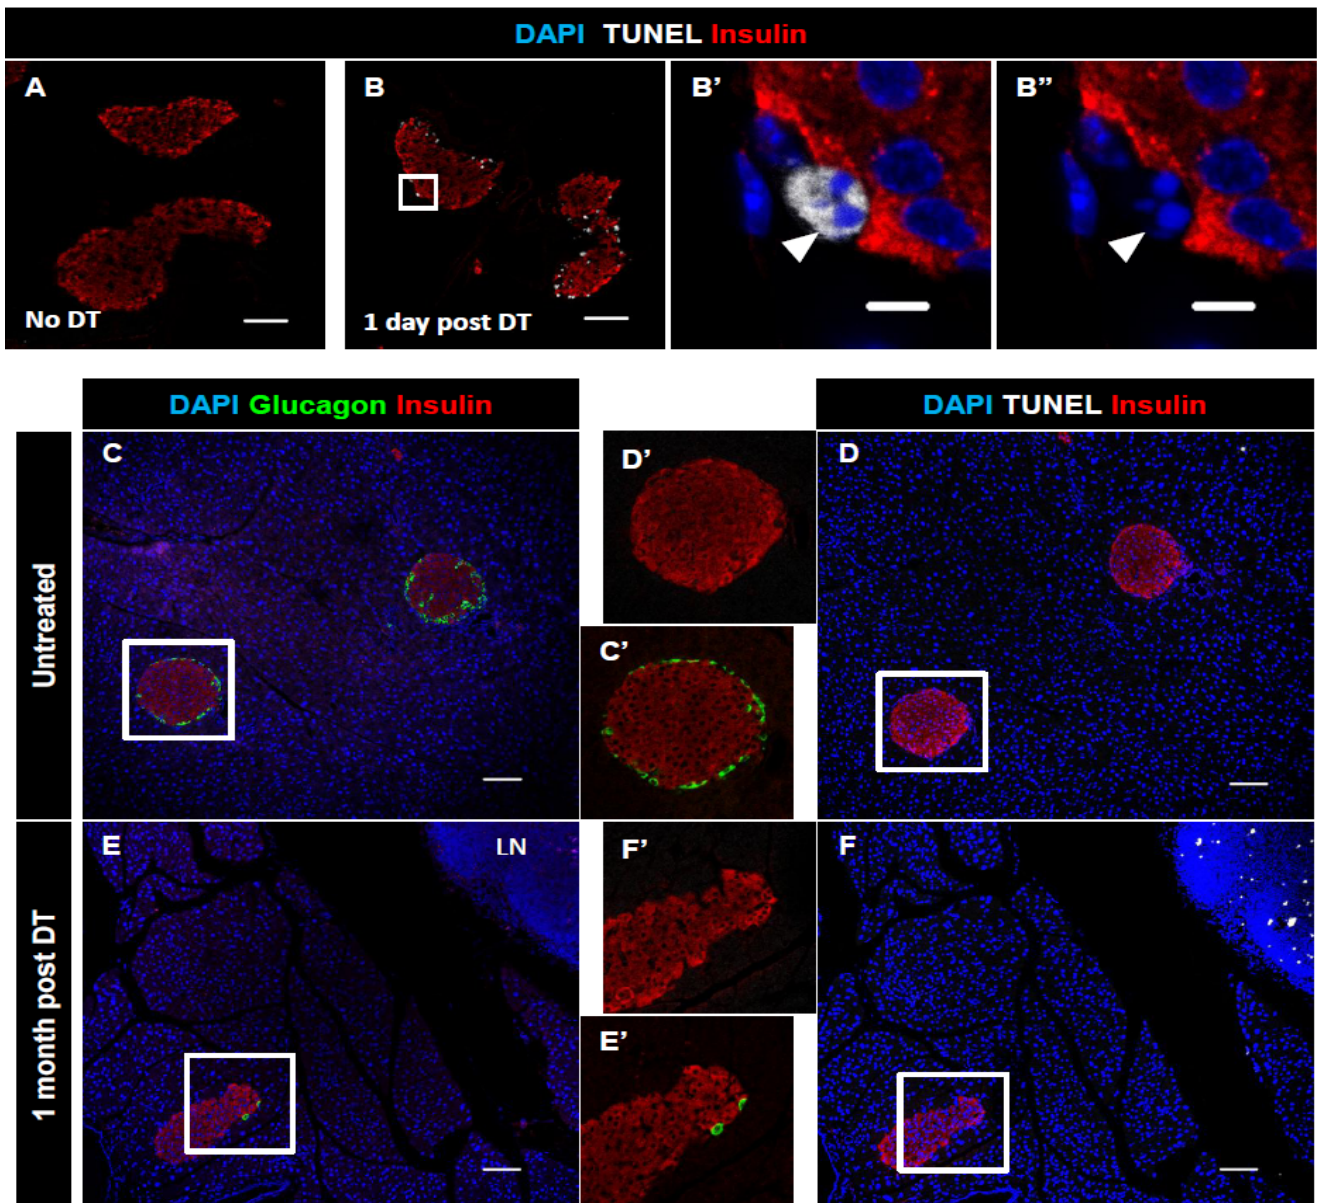 DAPI TUNEL Insulin
A
B
B’
B”
No DT
1 day post DT
DAPI Glucagon Insulin
DAPI TUNEL Insulin
Untreated
C
D’
D
C’
1 month post DT
E
LN
F’
F
E’